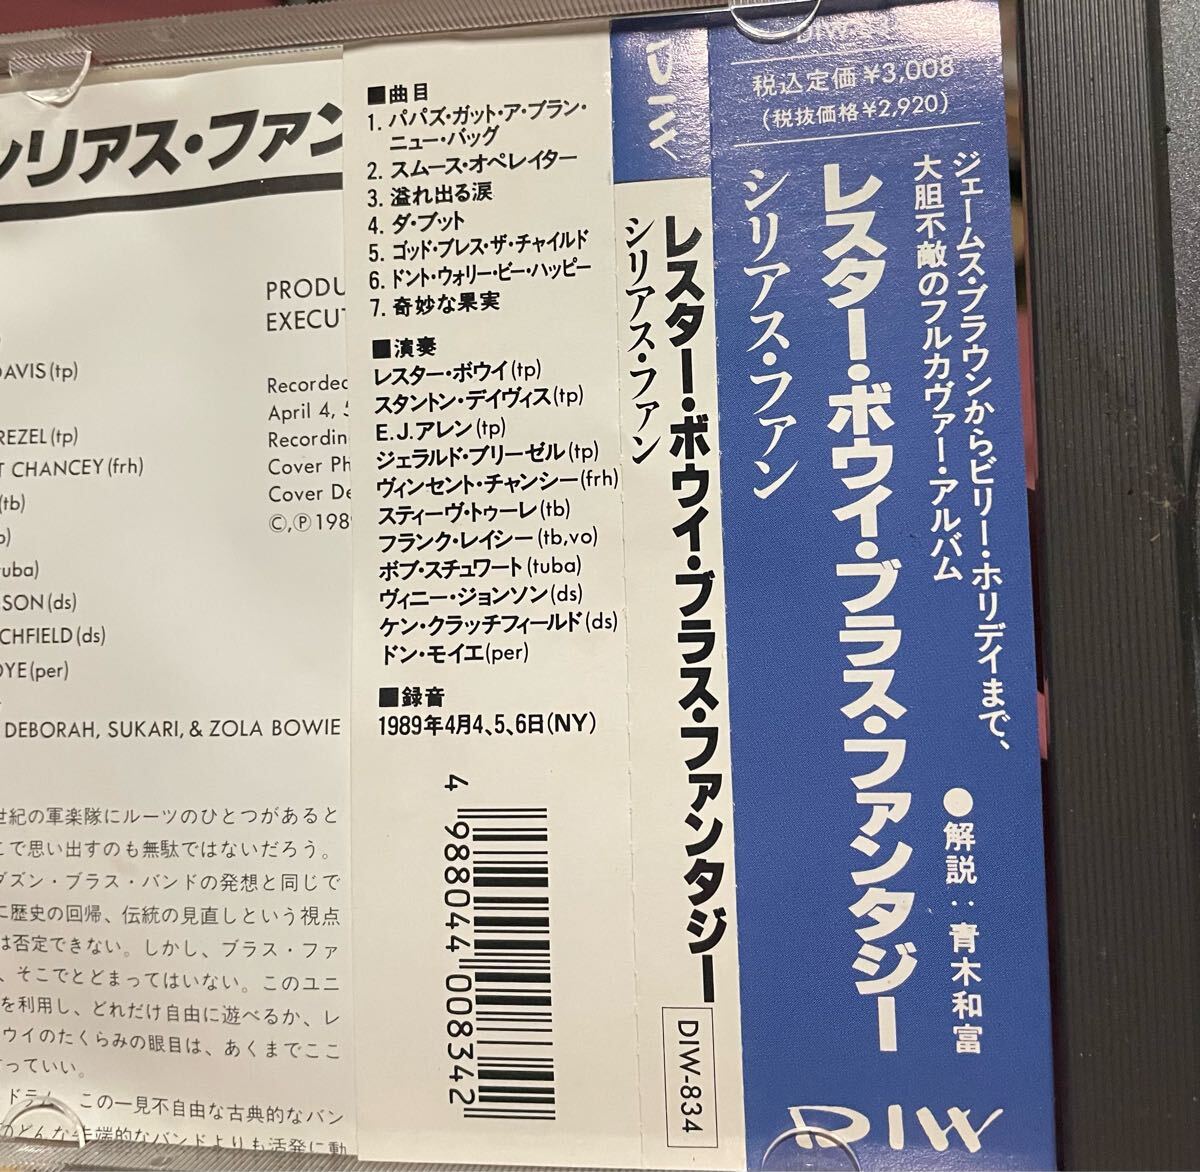 シリアス・ファン
PRODU
EXECUT
DAVIS(tp)
REZEL(tp)
T CHANCEY(frh)
(tb)
tuba)
SON(ds)
CHFIELD(ds)
OYE(per)
DEBORAH, SUKARI, & ZOLA BOWIE
Recorded
April 4, 5
Recording
Cover Ph
Cover De
©,Ⓟ1989
世紀の軍楽隊にルーツのひとつがあると
こで思い出すのも無駄ではないだろう。
ダズン・ブラス・バンドの発想と同じで
に歴史の回帰、伝統の見直しという視点
は否定できない。しかし、ブラス・ファ
、そこでとどまってはいない。このユニ
を利用し、どれだけ自由に遊べるか、レ
ウイのたくらみの眼目は、あくまでここ
っていい。
ドラム、この一見不自由な古典的なバン
のどんな先端的なバンドよりも活発に動
■曲目
1. パパズ・ガット・ア・ブラン・
ニュー・バッグ
2. スムース・オペレイター
3. 溢れ出る涙
4. ダ・ブット
5. ゴッド・ブレス・ザ・チャイルド
6. ドント・ウォリー・ビー・ハッピー
7. 奇妙な果実
■演奏
レスター・ボウイ(tp)
スタントン・デイヴィス(tp)
E.J.アレン(tp)
ジェラルド・ブリーゼル(tp)
ヴィンセント・チャンシー(frh)
スティーヴ・トゥーレ(tb)
フランク・レイシー(tb,vo)
ボブ・スチュワート(tuba)
ヴィニー・ジョンソン(ds)
ケン・クラッチフィールド(ds)
ドン・モイエ(per)
■録音
1989年4月4、5、6日(NY)
4 988044 008342
DIW
レスター・ボウイ・ブラス・ファンタジー
シリアス・ファン
DIW-834
税込定価¥3,008
(税抜価格¥2,920)
ジェームス・ブラウンからビリー・ホリデイまで、
大胆不敵のフルカヴァー・アルバム
レスター・ボウイ・ブラス・ファンタジー
シリアス・ファン
●解説：青木和富
DIW